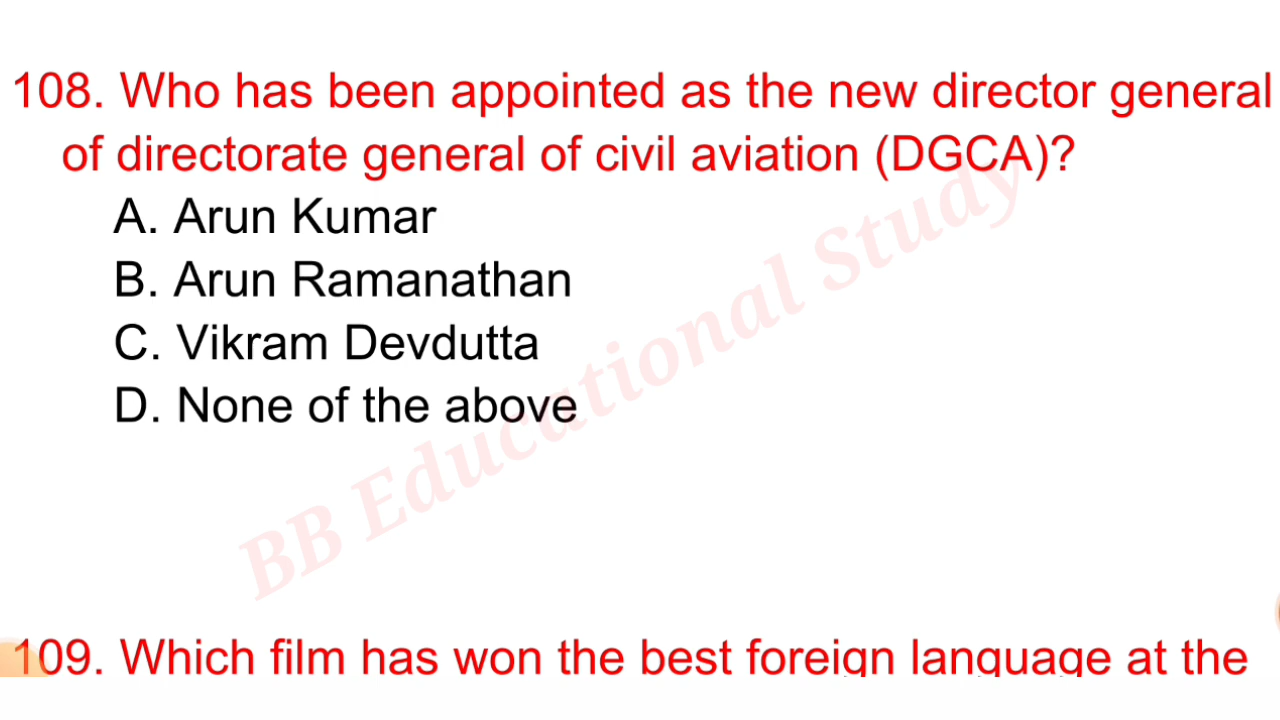 108. Who has been appointed as the new director general
of directorate general of civil aviation (DGCA)?
A. Arun Kumar
B. Arun Ramanathan
C. Vikram Devdutta
D. None of the above
BB Educational Study
109. Which film has won the best foreign language at the